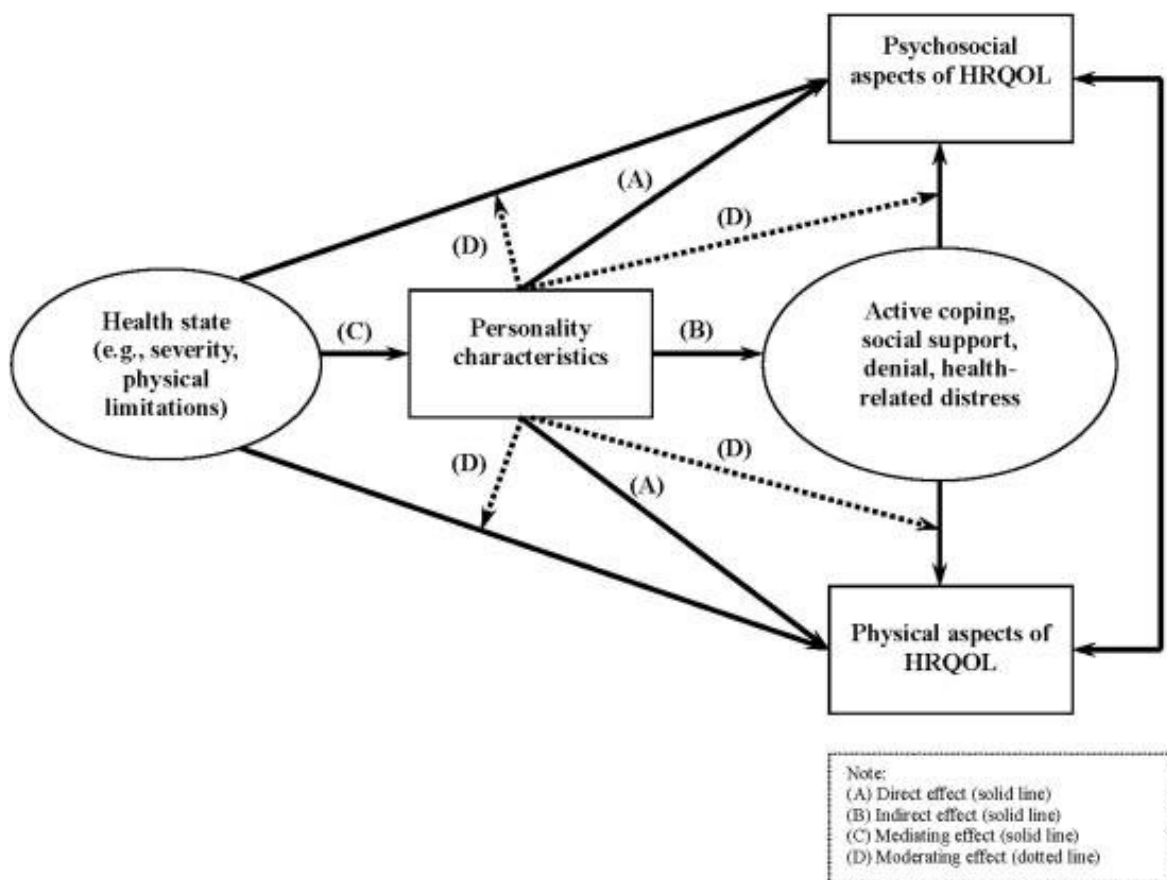 Psychosocial
aspects of HRQOL
(A)
(D)
(D)
Health state
(e.g., severity,
physical
limitations)
(C)
Personality
characteristics
(B)
Active coping,
social support,
denial, health-
related distress
(D)
(D)
(A)
Physical aspects of
HRQOL
Note:
(A) Direct effect (solid line)
(B) Indirect effect (solid line)
(C) Mediating effect (solid line)
(D) Moderating effect (dotted line)